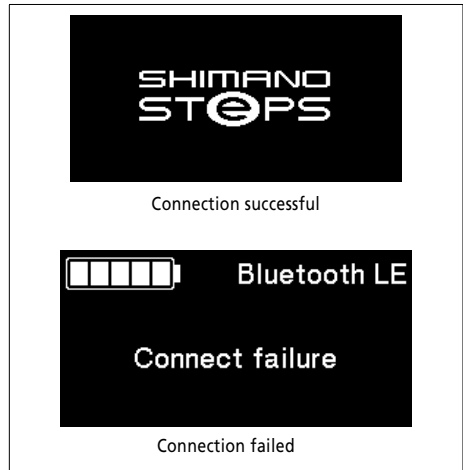 SHIMANO
STePS
Connection successful
Bluetooth LE
Connect failure
Connection failed